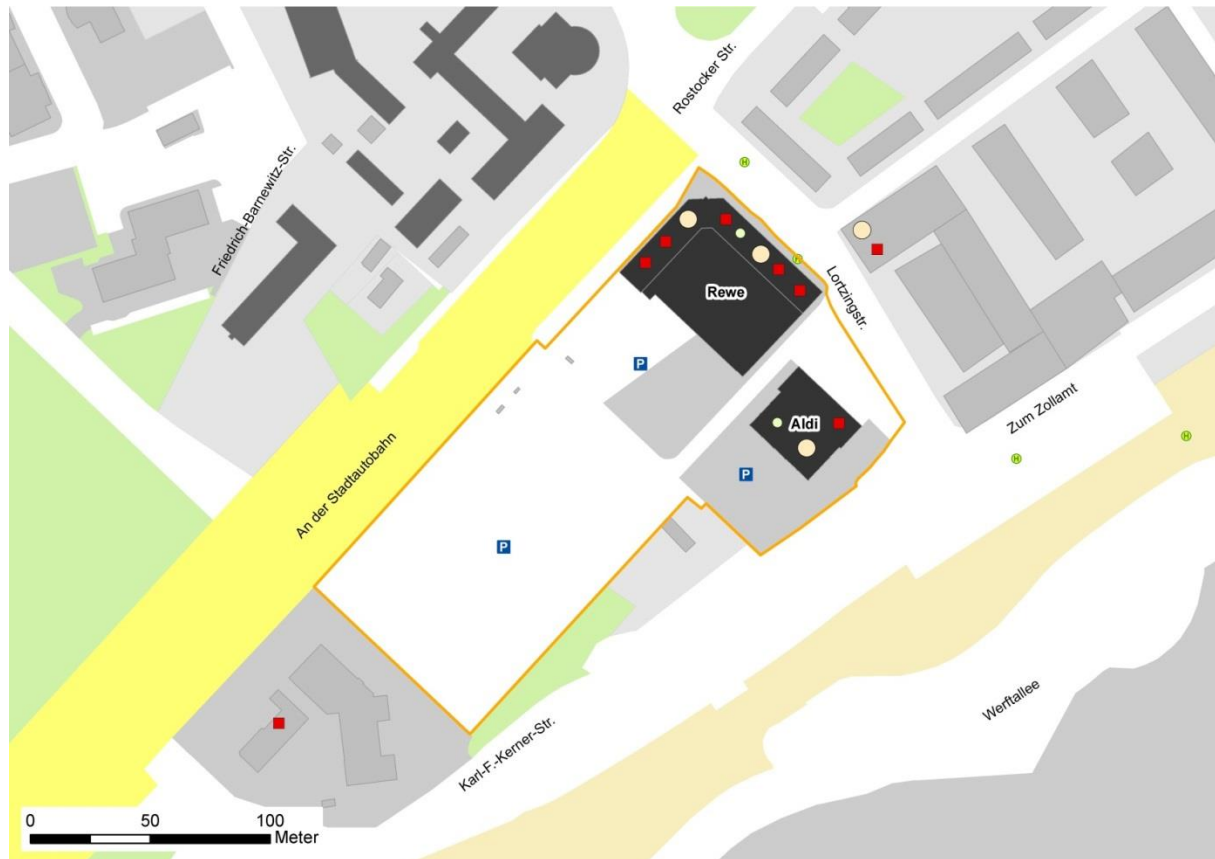 Rostocker Str.
Friedrich-Barnewitz-Str.
H
H
Rewe
Lortzingstr.
P
Aldi
Zum Zollamt
H
H
P
An der Stadtautobahn
P
Werftallee
Karl-F.-Kerner-Str.
0 50 100
Meter